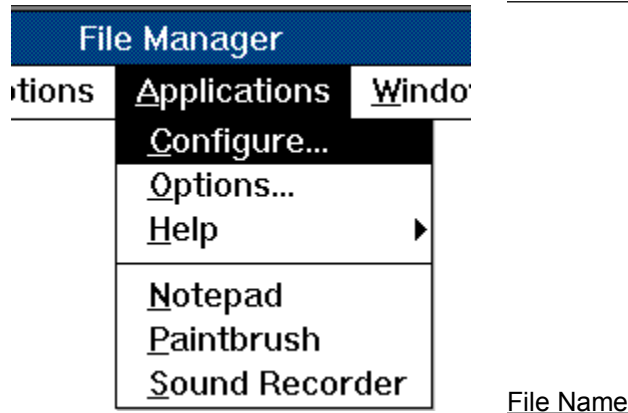 File Manager
Applications
Configure...
Options...
Help
Notepad
Paintbrush
Sound Recorder
File Name